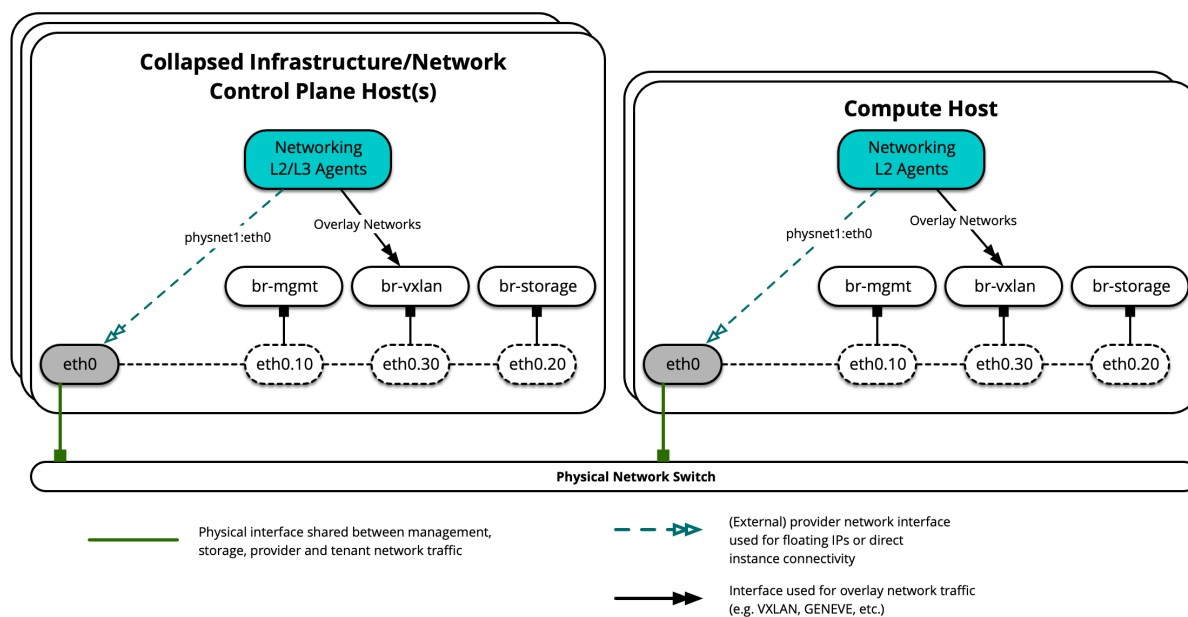 Collapsed Infrastructure/Network
Control Plane Host(s)
Networking
L2/L3 Agents
physnet1:eth0
Overlay Networks
br-mgmt
br-vxlan
br-storage
eth0
eth0.10
eth0.30
eth0.20
Compute Host
Networking
L2 Agents
physnet1:eth0
Overlay Networks
br-mgmt
br-vxlan
br-storage
eth0
eth0.10
eth0.30
eth0.20
Physical Network Switch
Physical interface shared between management,
storage, provider and tenant network traffic
(External) provider network interface
used for floating IPs or direct
instance connectivity
Interface used for overlay network traffic
(e.g. VXLAN, GENEVE, etc.)